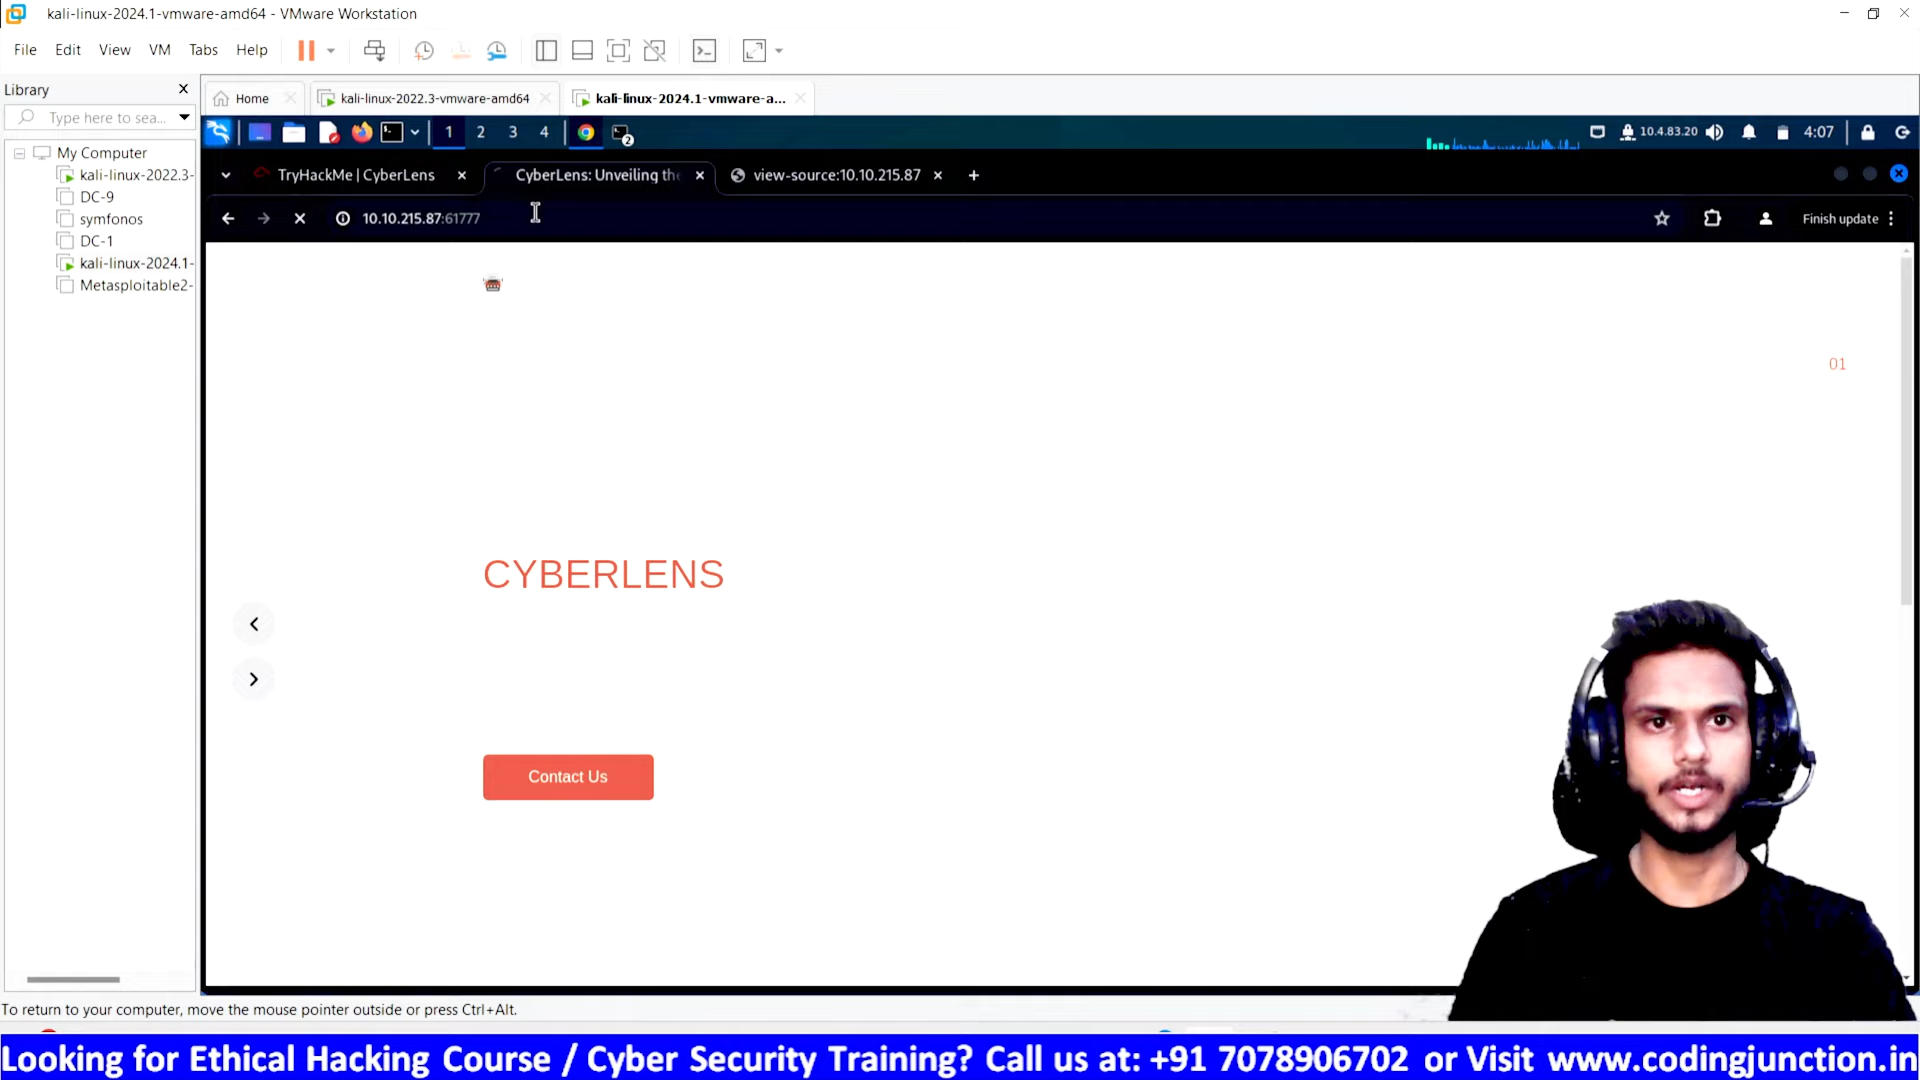 kali-linux-2024.1-vmware-amd64 - VMware Workstation
File Edit View VM Tabs Help
Library
Type here to sea...
My Computer
kali-linux-2022.3-
DC-9
symfonos
DC-1
kali-linux-2024.1-
Metasploitable2-
Home
kali-linux-2022.3-vmware-amd64
kali-linux-2024.1-vmware-a...
1 2 3 4
2
10.4.83.20
4:07
TryHackMe | CyberLens
CyberLens: Unveiling the
view-source:10.10.215.87
10.10.215.87:61777
Finish update
01
CYBERLENS
Contact Us
To return to your computer, move the mouse pointer outside or press Ctrl+Alt.
Looking for Ethical Hacking Course / Cyber Security Training? Call us at: +91 7078906702 or Visit www.codingjunction.in